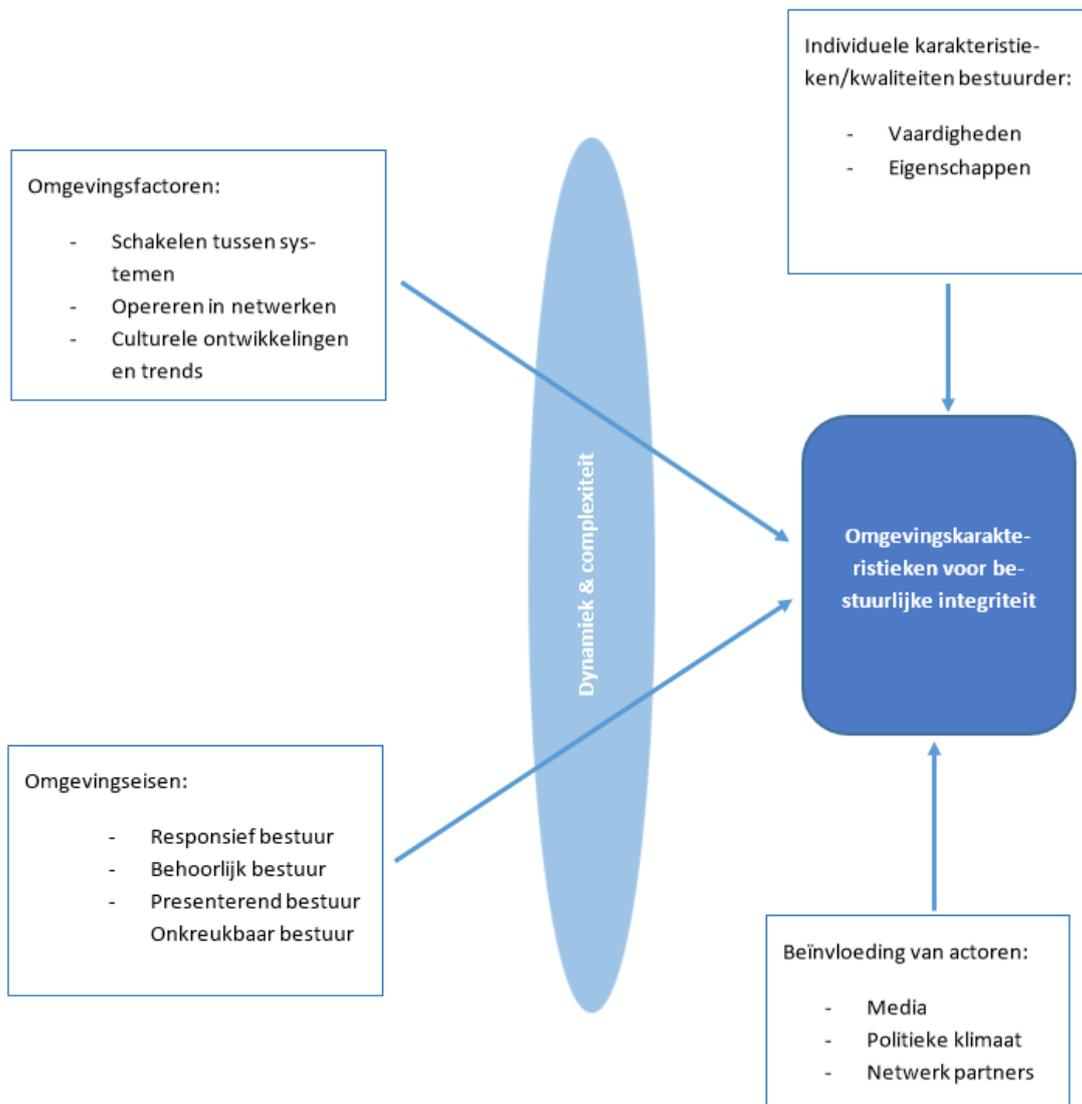 Individuele karakteristie-
ken/kwaliteiten bestuurder:
- Vaardigheden
- Eigenschappen
Omgevingsfactoren:
- Schakelen tussen sys-
temen
- Opereren in netwerken
- Culturele ontwikkelingen
en trends
Dynamiek & complexiteit
Omgevingskarakte-
ristieken voor be-
stuurlijke integriteit
Omgevingseisen:
- Responsief bestuur
- Behoorlijk bestuur
- Presenterend bestuur
Onkreukbaar bestuur
Beïnvloeding van actoren:
- Media
- Politieke klimaat
- Netwerk partners